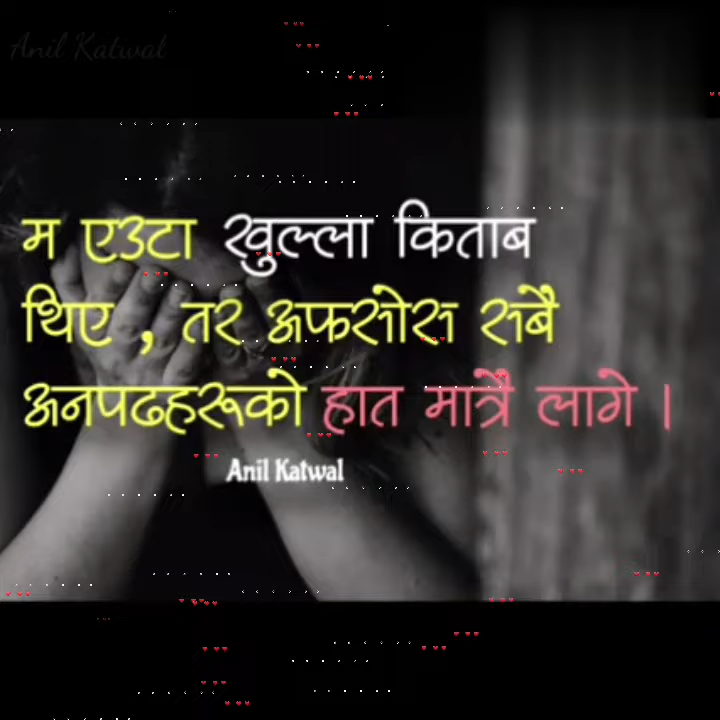 Anil Katwal
म एउटा खुल्ला किताब
थिए , तर अफसोस सबै
अनपढहरूको हात मात्रै लागे ।
Anil Katwal